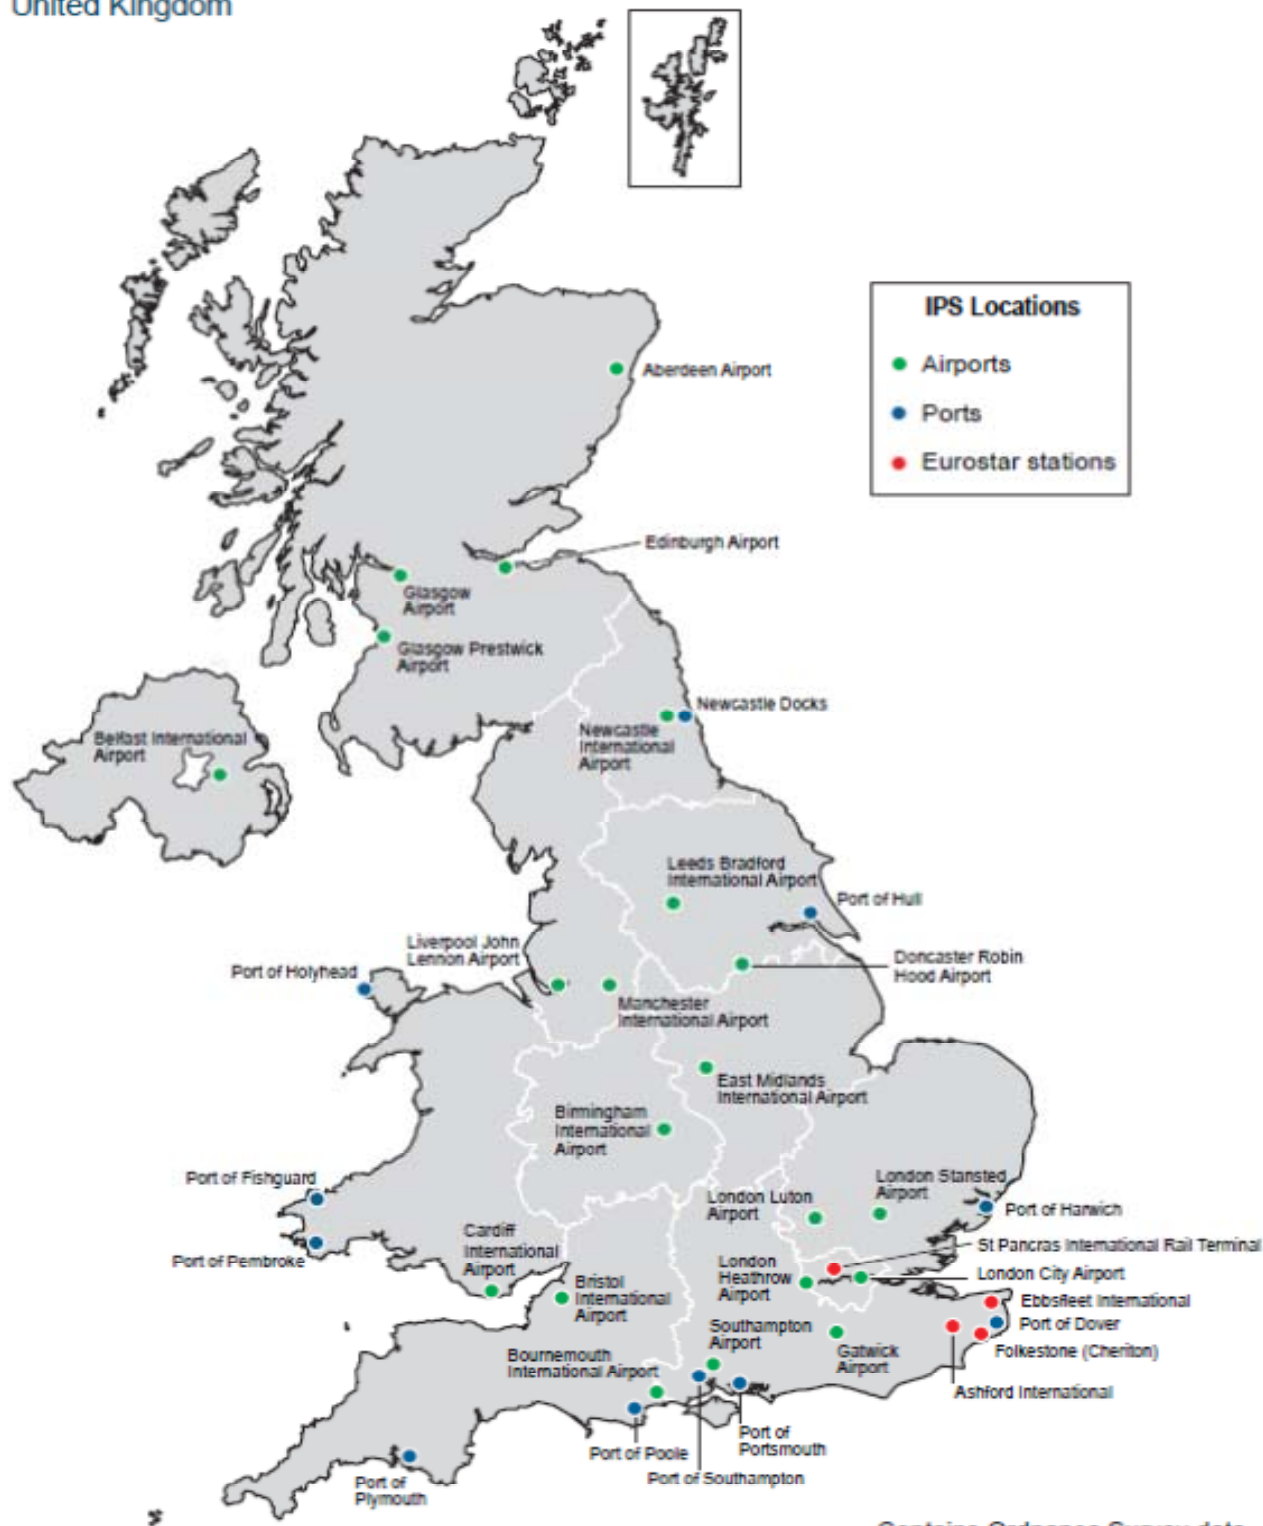 United Kingdom
IPS Locations
Airports
Ports
Eurostar stations
Aberdeen Airport
Edinburgh Airport
Glasgow
Airport
Glasgow Prestwick
Airport
Newcastle Docks
Newcastle
International
Airport
Belfast International
Airport
Leeds Bradford
International Airport
Port of Hull
Liverpool John
Lennon Airport
Port of Holyhead
Doncaster Robin
Hood Airport
Manchester
International Airport
East Midlands
International Airport
Birmingham
International
Airport
Port of Fishguard
London Stansted
Airport
London Luton
Airport
Port of Harwich
Cardiff
International
Airport
Port of Pembroke
St Pancras International Rail Terminal
London
Heathrow
Airport
London City Airport
Bristol
International
Airport
Ebbsfleet International
Port of Dover
Southampton
Airport
Gatwick
Airport
Folkestone (Cheriton)
Bournemouth
International Airport
Ashford International
Port of
Portsmouth
Port of Poole
Port of Southampton
Port of
Plymouth
Contains Ordnance Survey data